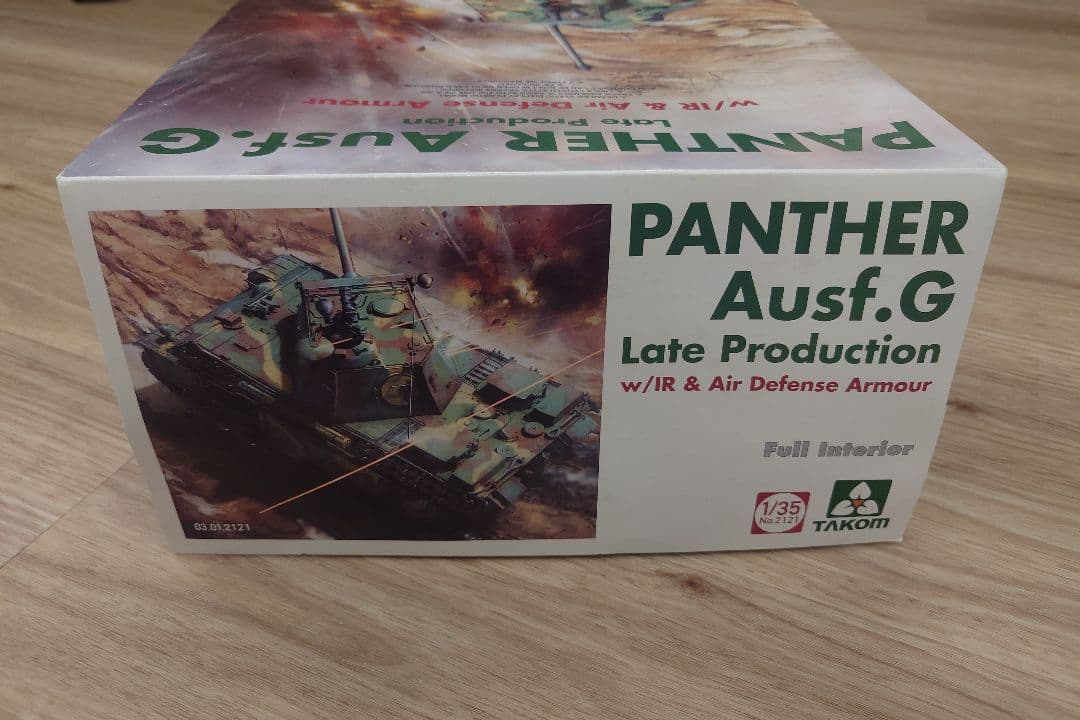 w/IR & Air Defense Armour
Late Production
PANTHER Ausf.G
PANTHER
Ausf.G
Late Production
w/IR & Air Defense Armour
Full Interior
1/35
No.2121
TAKOM
03.01.2121